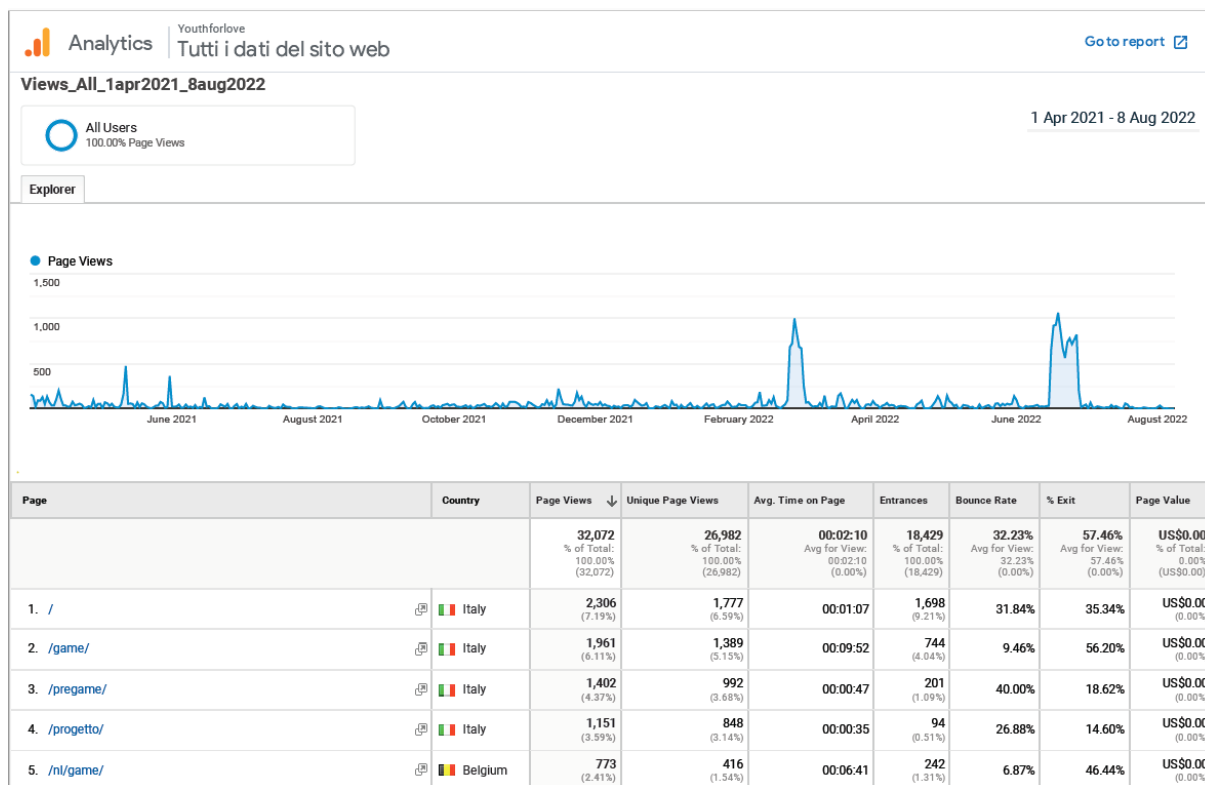 Analytics
Youthforlove
Tutti i dati del sito web
Go to report
Views_All_1apr2021_8aug2022
All Users
100.00% Page Views
1 Apr 2021 - 8 Aug 2022
Explorer
Page Views
1,500
1,000
500
June 2021 August 2021 October 2021 December 2021 February 2022 April 2022 June 2022 August 2022
Page Country Page Views Unique Page Views Avg. Time on Page Entrances Bounce Rate % Exit Page Value
32,072 26,982 00:02:10 18,429 32.23% 57.46% US$0.00
% of Total: % of Total: Avg for View: % of Total: Avg for View: Avg for View: % of Total:
100.00% 100.00% 00:02:10 100.00% 32.23% 57.46% 0.00%
(32,072) (26,982) (0.00%) (18,429) (0.00%) (0.00%) (US$0.00)
1. / Italy 2,306 1,777 00:01:07 1,698 31.84% 35.34% US$0.00
(7.19%) (6.59%) (9.21%) (0.00%
2. /game/ Italy 1,961 1,389 00:09:52 744 9.46% 56.20% US$0.00
(6.11%) (5.15%) (4.04%) (0.00%
3. /pregame/ Italy 1,402 992 00:00:47 201 40.00% 18.62% US$0.00
(4.37%) (3.68%) (1.09%) (0.00%
4. /progetto/ Italy 1,151 848 00:00:35 94 26.88% 14.60% US$0.00
(3.59%) (3.14%) (0.51%) (0.00%
5. /nl/game/ Belgium 773 416 00:06:41 242 6.87% 46.44% US$0.00
(2.41%) (1.54%) (1.31%) (0.00%